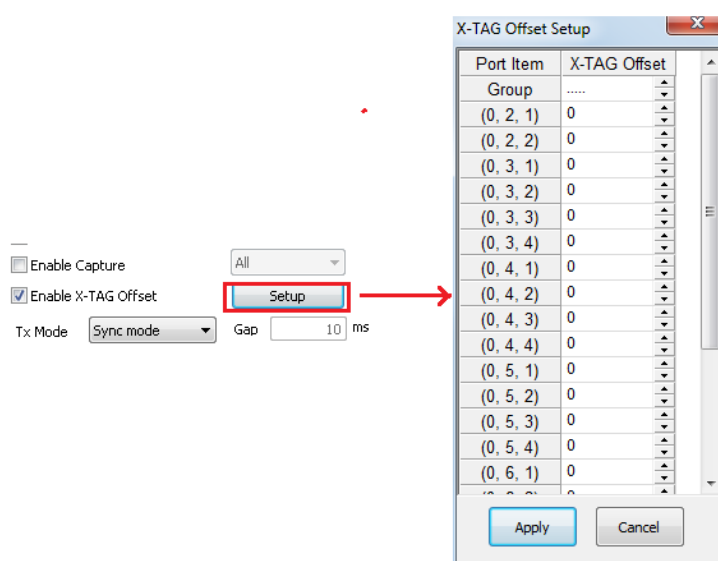 Enable Capture All
Enable X-TAG Offset Setup
Tx Mode Sync mode Gap 10 ms
X-TAG Offset Setup
Port Item X-TAG Offset
Group .....
(0, 2, 1) 0
(0, 2, 2) 0
(0, 3, 1) 0
(0, 3, 2) 0
(0, 3, 3) 0
(0, 3, 4) 0
(0, 4, 1) 0
(0, 4, 2) 0
(0, 4, 3) 0
(0, 4, 4) 0
(0, 5, 1) 0
(0, 5, 2) 0
(0, 5, 3) 0
(0, 5, 4) 0
(0, 6, 1) 0
Apply Cancel